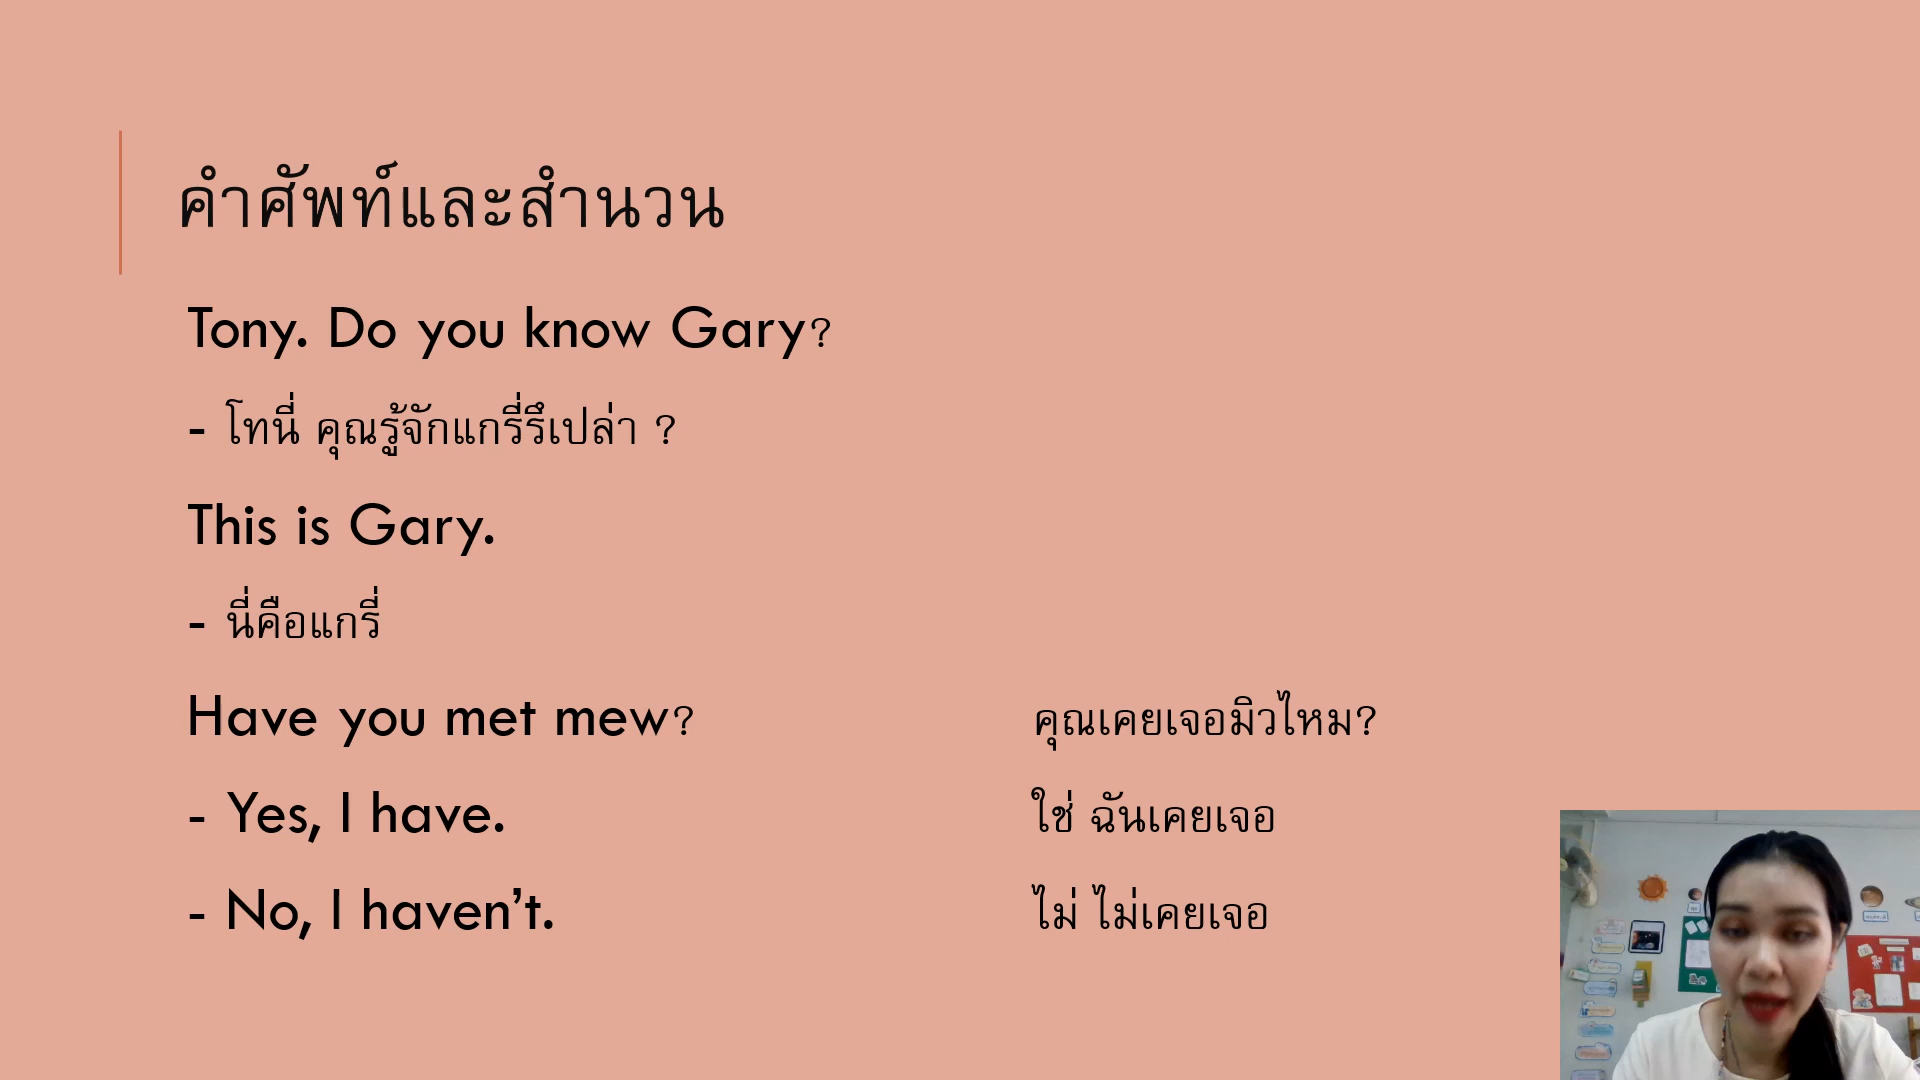 คำศัพท์และสำนวน
Tony. Do you know Gary?
- โทนี่ คุณรู้จักแกรี่รึเปล่า ?
This is Gary.
- นี่คือแกรี่
Have you met mew? คุณเคยเจอมิวไหม?
- Yes, I have. ใช่ ฉันเคยเจอ
- No, I haven’t. ไม่ ไม่เคยเจอ